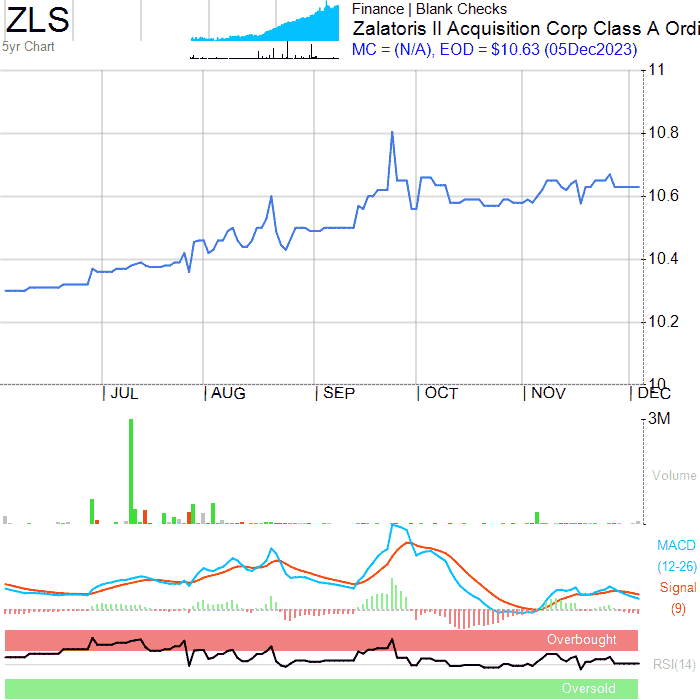 ZLS
5yr Chart
Finance | Blank Checks
Zalatoris II Acquisition Corp Class A Ordi
MC = (N/A), EOD = $10.63 (05Dec2023)
11
10.8
10.6
10.4
10.2
10
JUL AUG SEP OCT NOV DEC
3M
Volume
MACD
(12-26)
Signal
(9)
Overbought
RSI(14)
Oversold